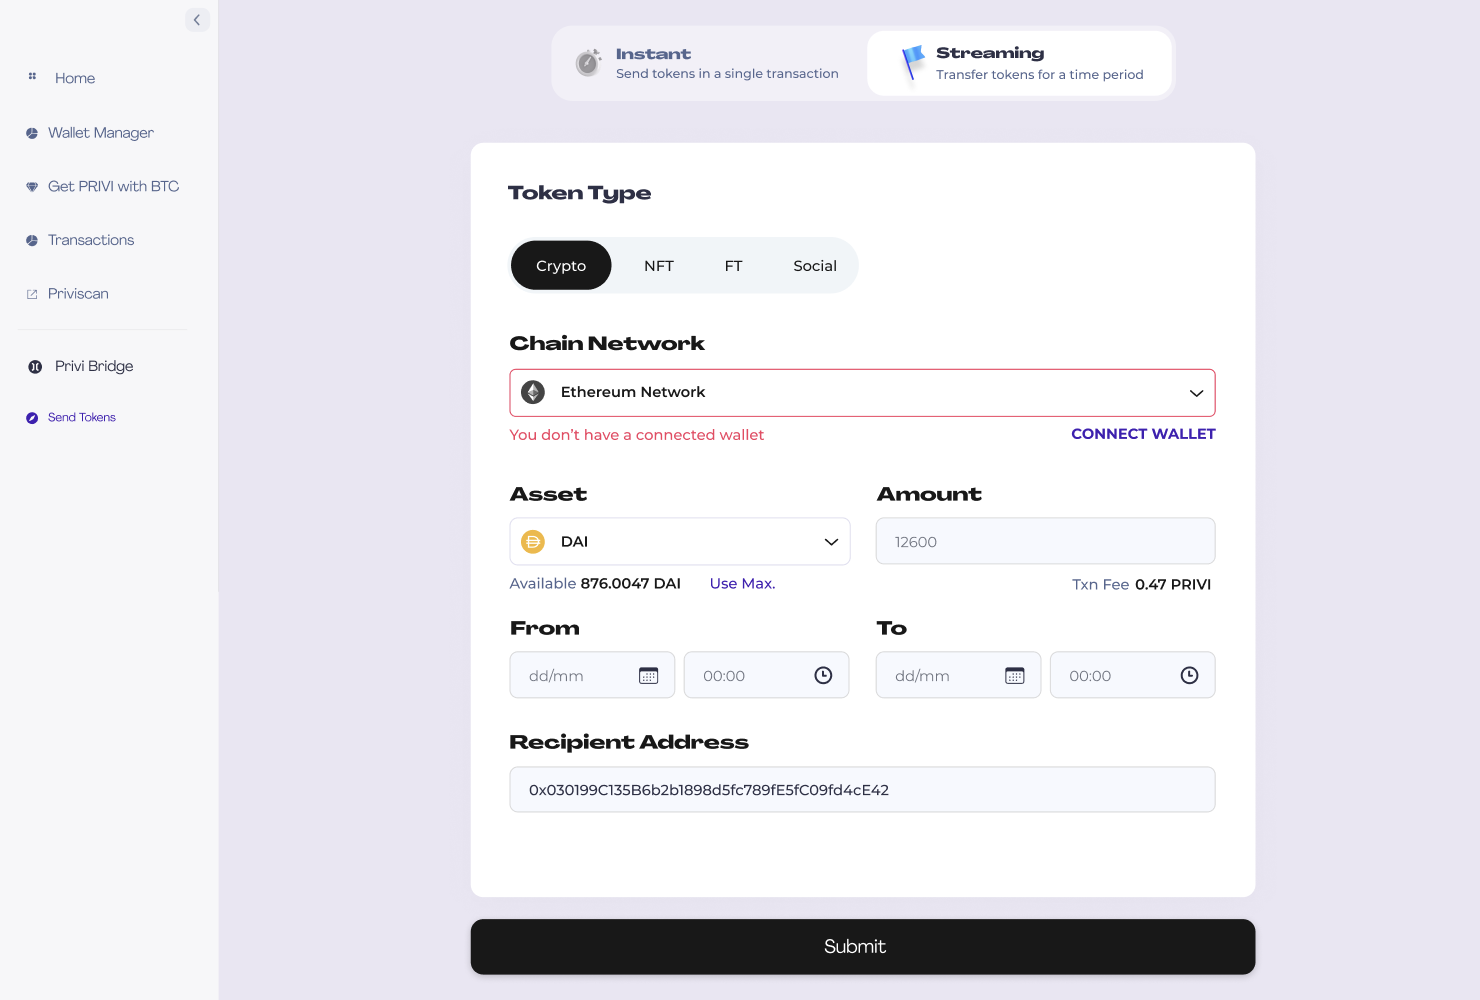 Home
Wallet Manager
Get PRIVI with BTC
Transactions
Priviscan
Privi Bridge
Send Tokens
Instant
Send tokens in a single transaction
Streaming
Transfer tokens for a time period
Token Type
Crypto NFT FT Social
Chain Network
Ethereum Network
You don't have a connected wallet CONNECT WALLET
Asset Amount
DAI 12600
Available 876.0047 DAI Use Max. Txn Fee 0.47 PRIVI
From To
dd/mm 00:00 dd/mm 00:00
Recipient Address
0x030199C135B6b2b1898d5fc789fE5fC09fd4cE42
Submit